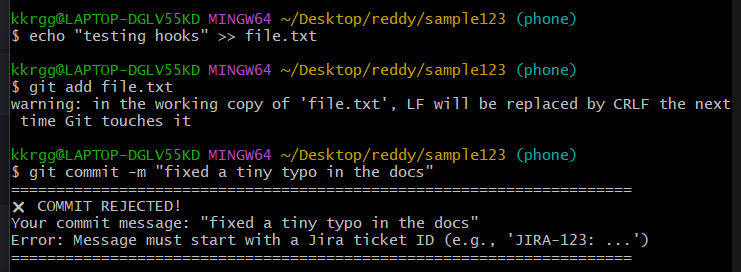 kkrgg@LAPTOP-DGLV55KD MINGW64 ~/Desktop/reddy/sample123 (phone)
$ echo "testing hooks" >> file.txt
kkrgg@LAPTOP-DGLV55KD MINGW64 ~/Desktop/reddy/sample123 (phone)
$ git add file.txt
warning: in the working copy of 'file.txt', LF will be replaced by CRLF the next
 time Git touches it
kkrgg@LAPTOP-DGLV55KD MINGW64 ~/Desktop/reddy/sample123 (phone)
$ git commit -m "fixed a tiny typo in the docs"
======================================================================
❌ COMMIT REJECTED!
Your commit message: "fixed a tiny typo in the docs"
Error: Message must start with a Jira ticket ID (e.g., 'JIRA-123: ...')
======================================================================